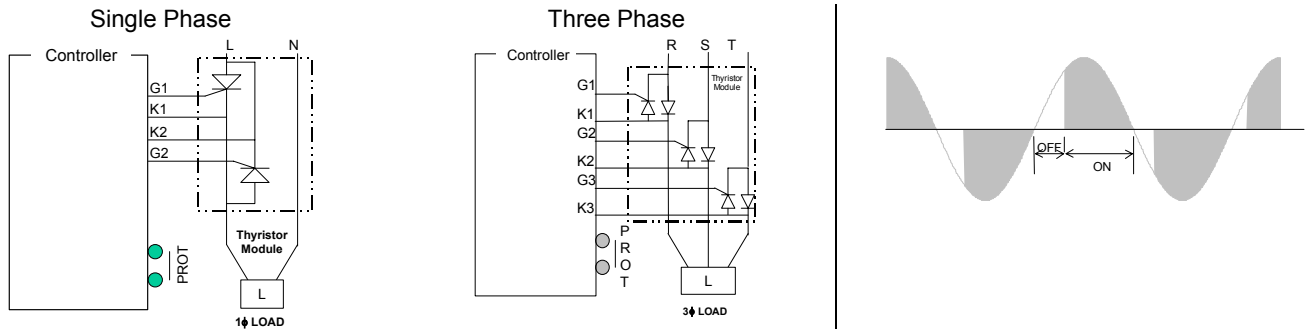 Single Phase
Controller
L N
G1
K1
K2
G2
PROT
Thyristor
Module
L
1ϕ LOAD
Three Phase
Controller
R S T
Thyristor
Module
G1
K1
G2
K2
G3
K3
P
R
O
T
L
3ϕ LOAD
OFF
ON